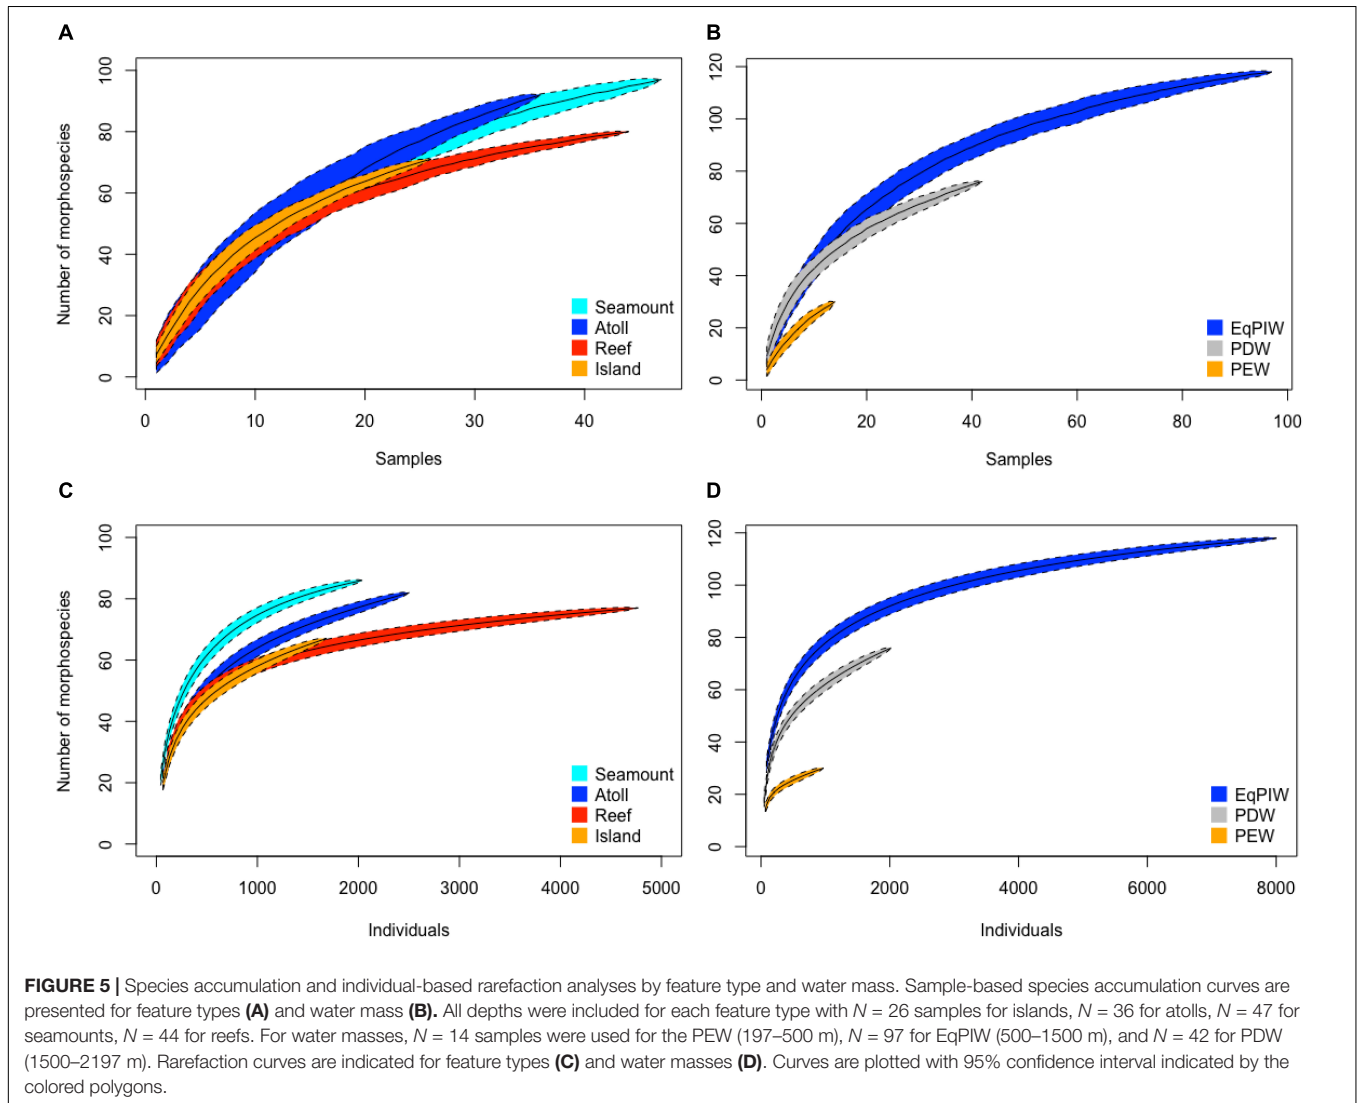 A
Number of morphospecies
0
20
40
60
80
100
Seamount
Atoll
Reef
Island
0 10 20 30 40
Samples
B
0
20
40
60
80
100
120
EqPIW
PDW
PEW
0 20 40 60 80 100
Samples
C
Number of morphospecies
0
20
40
60
80
100
Seamount
Atoll
Reef
Island
0 1000 2000 3000 4000 5000
Individuals
D
0
20
40
60
80
100
120
EqPIW
PDW
PEW
0 2000 4000 6000 8000
Individuals
FIGURE 5 | Species accumulation and individual-based rarefaction analyses by feature type and water mass. Sample-based species accumulation curves are
presented for feature types (A) and water mass (B). All depths were included for each feature type with N = 26 samples for islands, N = 36 for atolls, N = 47 for
seamounts, N = 44 for reefs. For water masses, N = 14 samples were used for the PEW (197–500 m), N = 97 for EqPIW (500–1500 m), and N = 42 for PDW
(1500–2197 m). Rarefaction curves are indicated for feature types (C) and water masses (D). Curves are plotted with 95% confidence interval indicated by the
colored polygons.